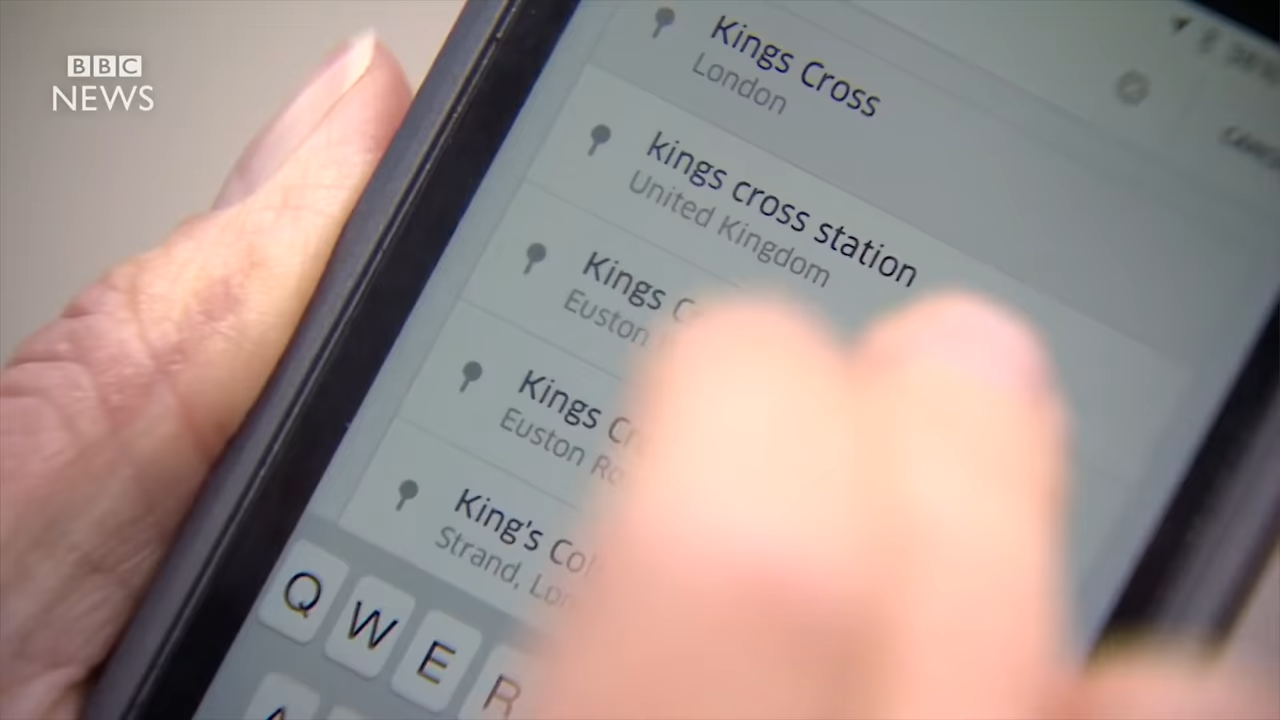 BBC
NEWS
Kings Cross
London
kings cross station
United Kingdom
Kings
Euston
Kings
Euston
King's
Strand,
Q W E R
A